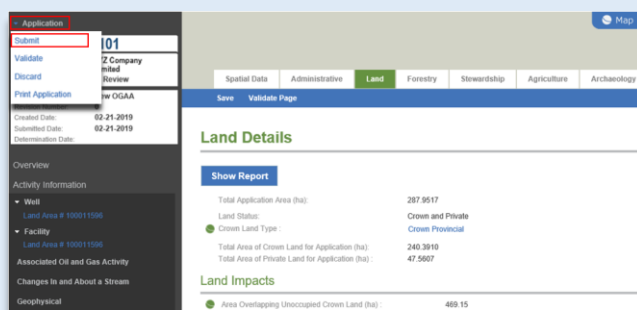 Application
Map
Submit
Validate
Discard
Print Application
101
Z Company
mited
Review
ew OGAA
Created Date: 02-21-2019
Submitted Date: 02-21-2019
Determination Date:
Overview
Activity Information
Well
Land Area # 100011596
Facility
Land Area # 100011596
Associated Oil and Gas Activity
Changes In and About a Stream
Geophysical
Spatial Data Administrative Land Forestry Stewardship Agriculture Archaeology
Save Validate Page
Land Details
Show Report
Total Application Area (ha): 287.9517
Land Status: Crown and Private
Crown Land Type : Crown Provincial
Total Area of Crown Land for Application (ha): 240.3910
Total Area of Private Land for Application (ha) : 47.5607
Land Impacts
Area Overlapping Unoccupied Crown Land (ha) : 469.15